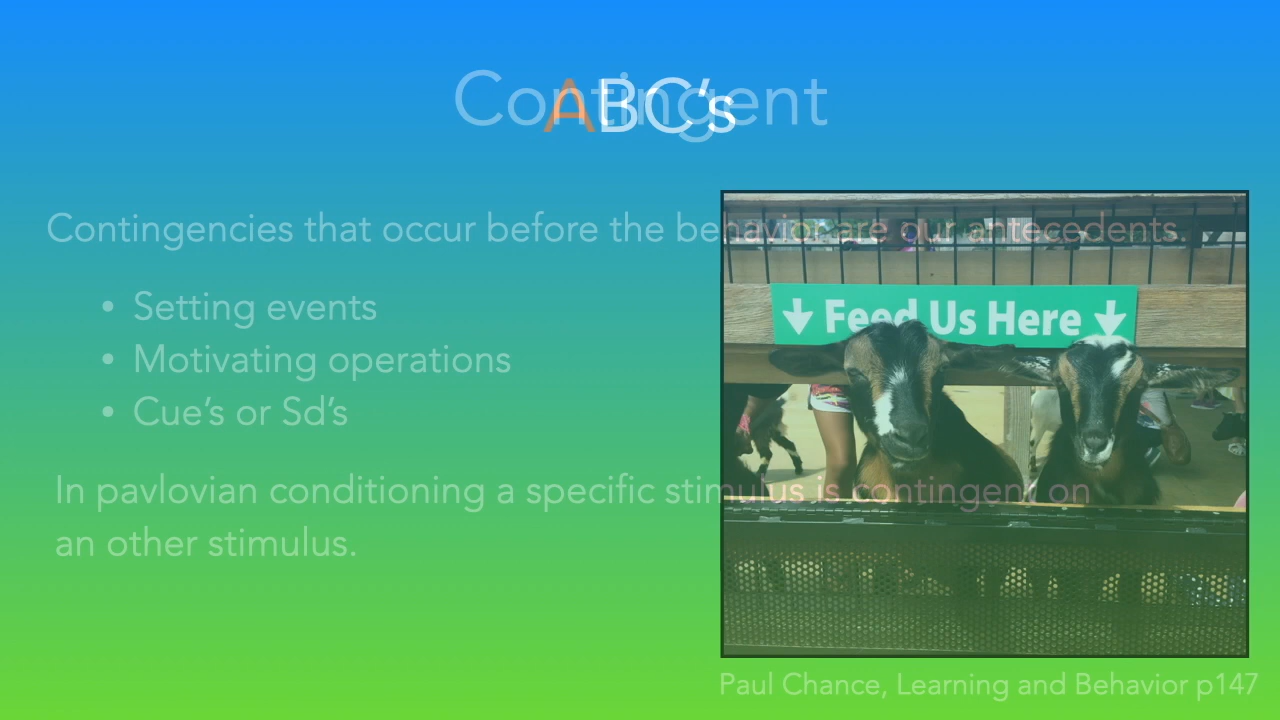 Contingent
ABC's
Contingencies that occur before the behavior are our antecedents
• Setting events
• Motivating operations
• Cue's or Sd's
Feed Us Here
In pavlovian conditioning a specific stimulus is contingent on
an other stimulus.
Paul Chance, Learning and Behavior p147